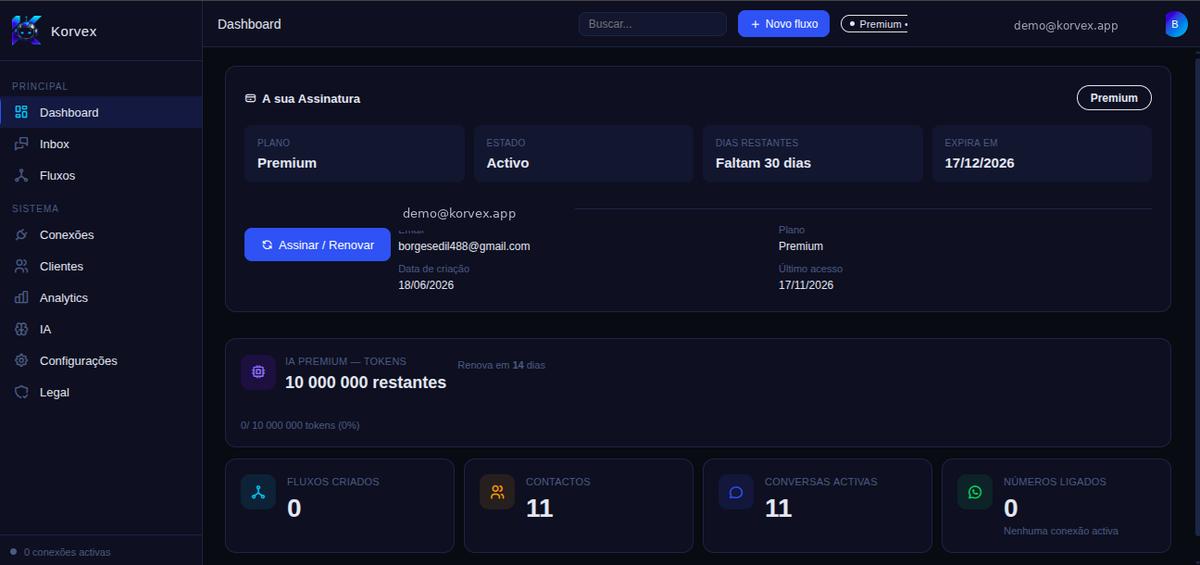 Korvex
Dashboard
Buscar...
+ Novo fluxo
Premium
demo@korvex.app
B
PRINCIPAL
Dashboard
Inbox
Fluxos
SISTEMA
Conexões
Clientes
Analytics
IA
Configurações
Legal
0 conexões activas
A sua Assinatura
Premium
PLANO
Premium
ESTADO
Activo
DIAS RESTANTES
Faltam 30 dias
EXPIRA EM
17/12/2026
demo@korvex.app
Assinar / Renovar
Email
borgesedil488@gmail.com
Plano
Premium
Data de criação
18/06/2026
Último acesso
17/11/2026
IA PREMIUM — TOKENS
10 000 000 restantes
Renova em 14 dias
0/ 10 000 000 tokens (0%)
FLUXOS CRIADOS
0
CONTACTOS
11
CONVERSAS ACTIVAS
11
NÚMEROS LIGADOS
0
Nenhuma conexão activa